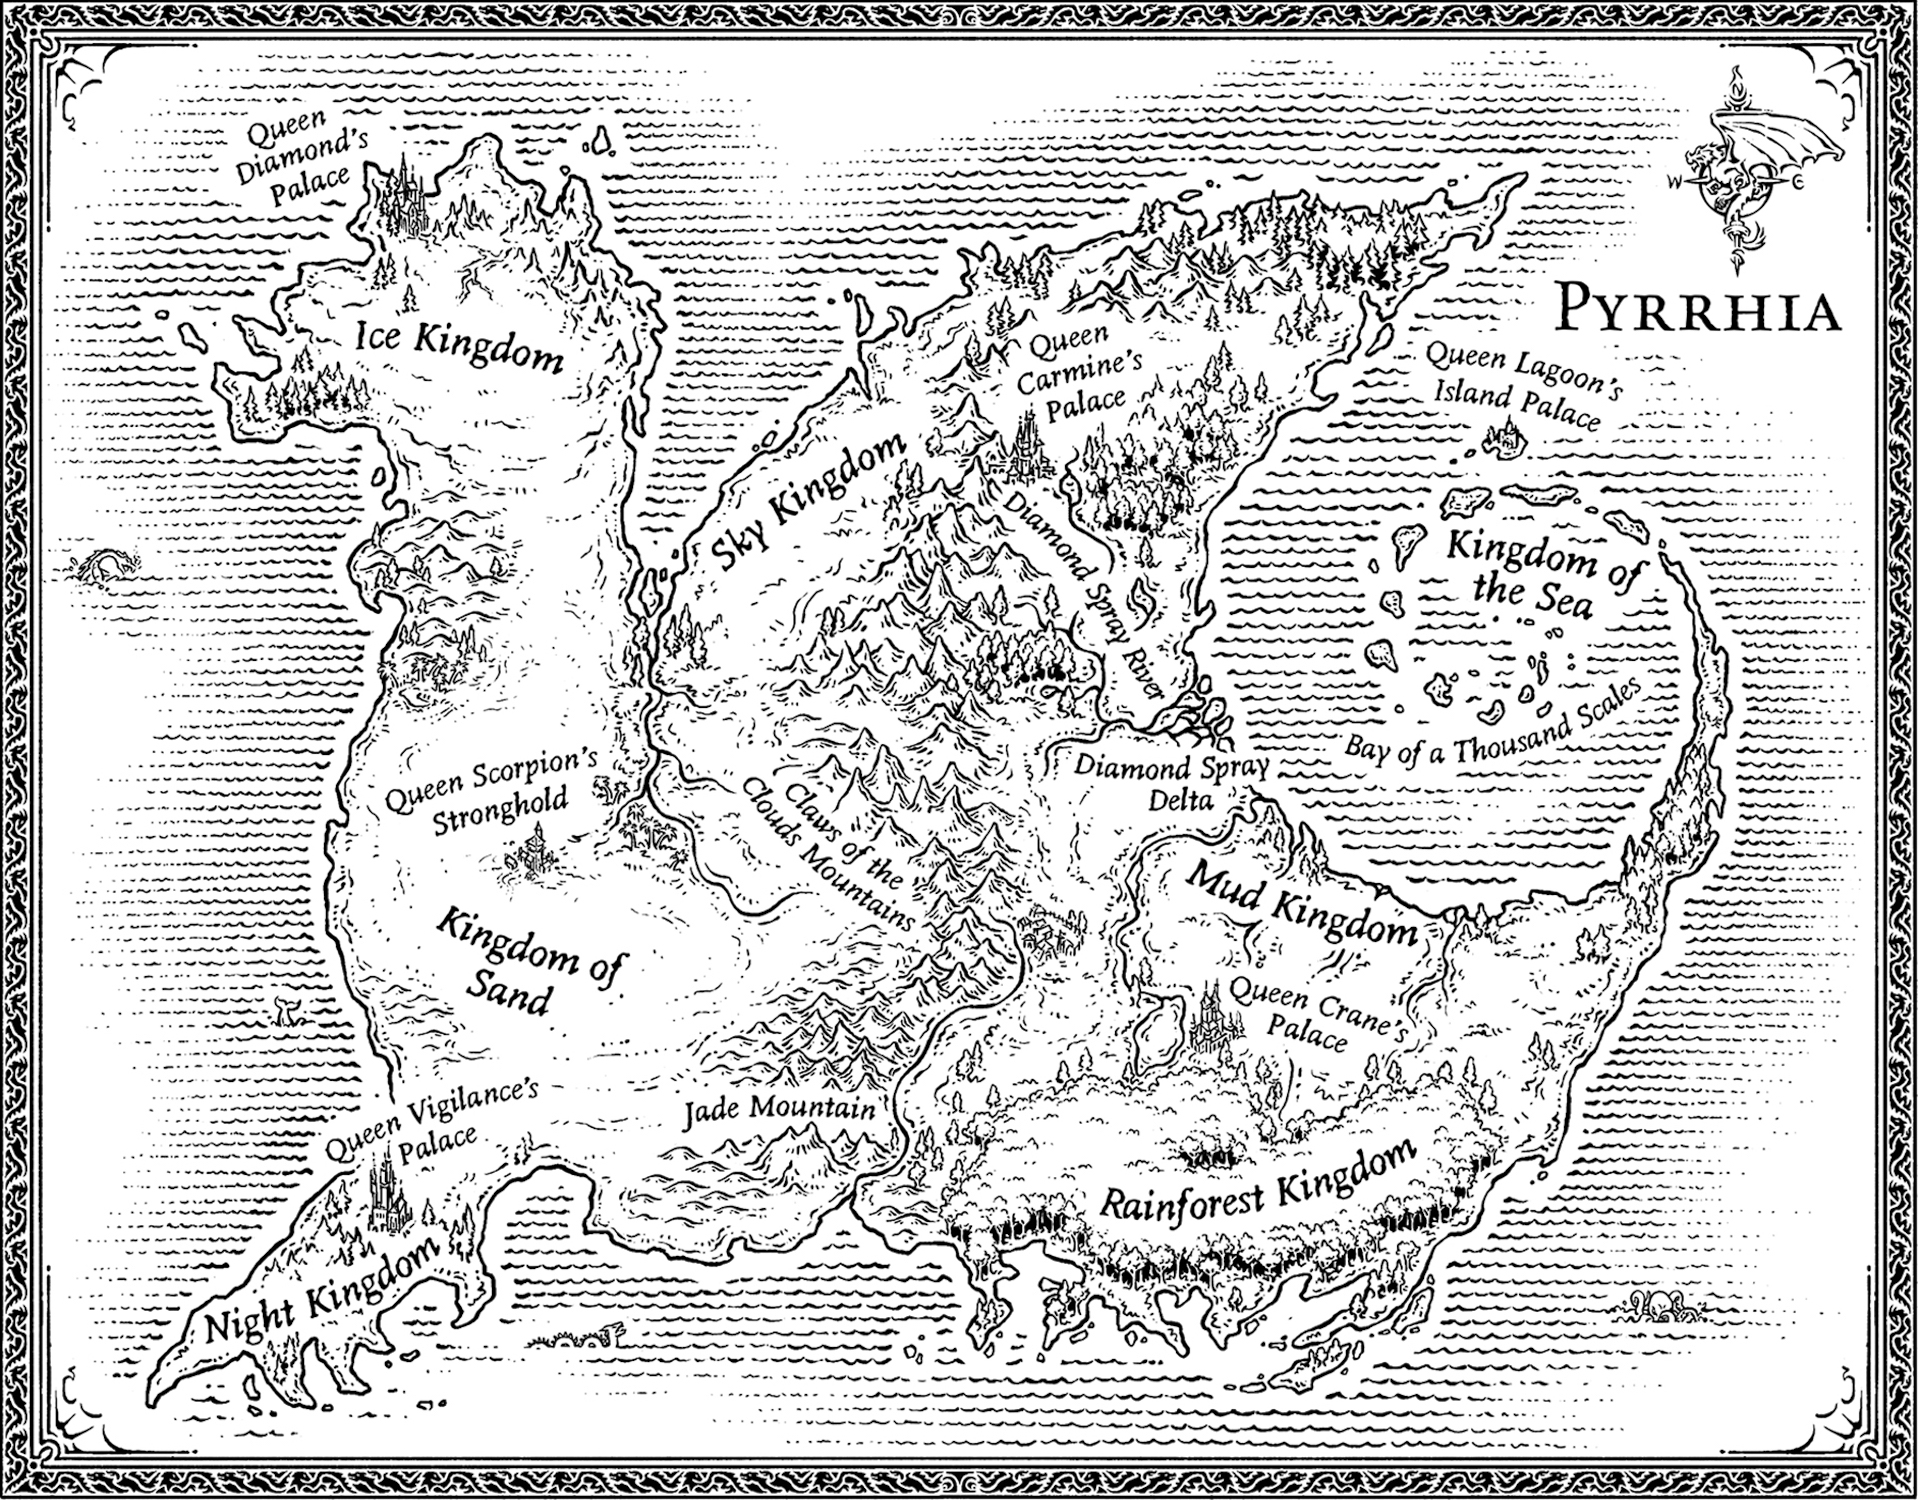 Queen
Diamond's
Palace
N
W
E
PYRRHIA
Ice Kingdom
Queen
Carmine's
Palace
Queen Lagoon's
Island Palace
Sky Kingdom
Diamond Spray River
Kingdom of
the Sea
Bay of a Thousand Scales
Queen Scorpion's
Stronghold
Claws of the
Clouds Mountains
Diamond Spray
Delta
Mud Kingdom
Kingdom of
Sand
Queen Crane's
Palace
Queen Vigilance's
Palace
Jade Mountain
Rainforest Kingdom
Night Kingdom